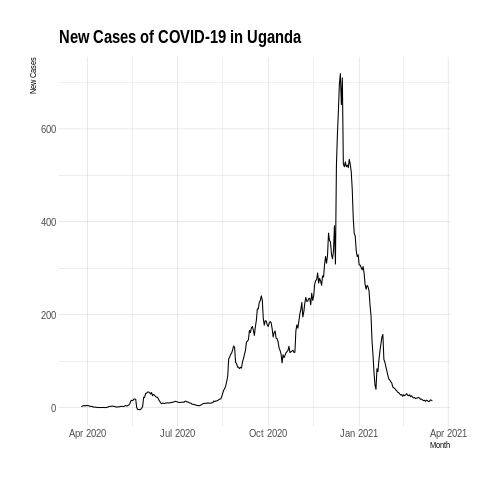 New Cases of COVID-19 in Uganda
New Cases
600
400
200
0
Apr 2020 Jul 2020 Oct 2020 Jan 2021 Apr 2021
Month